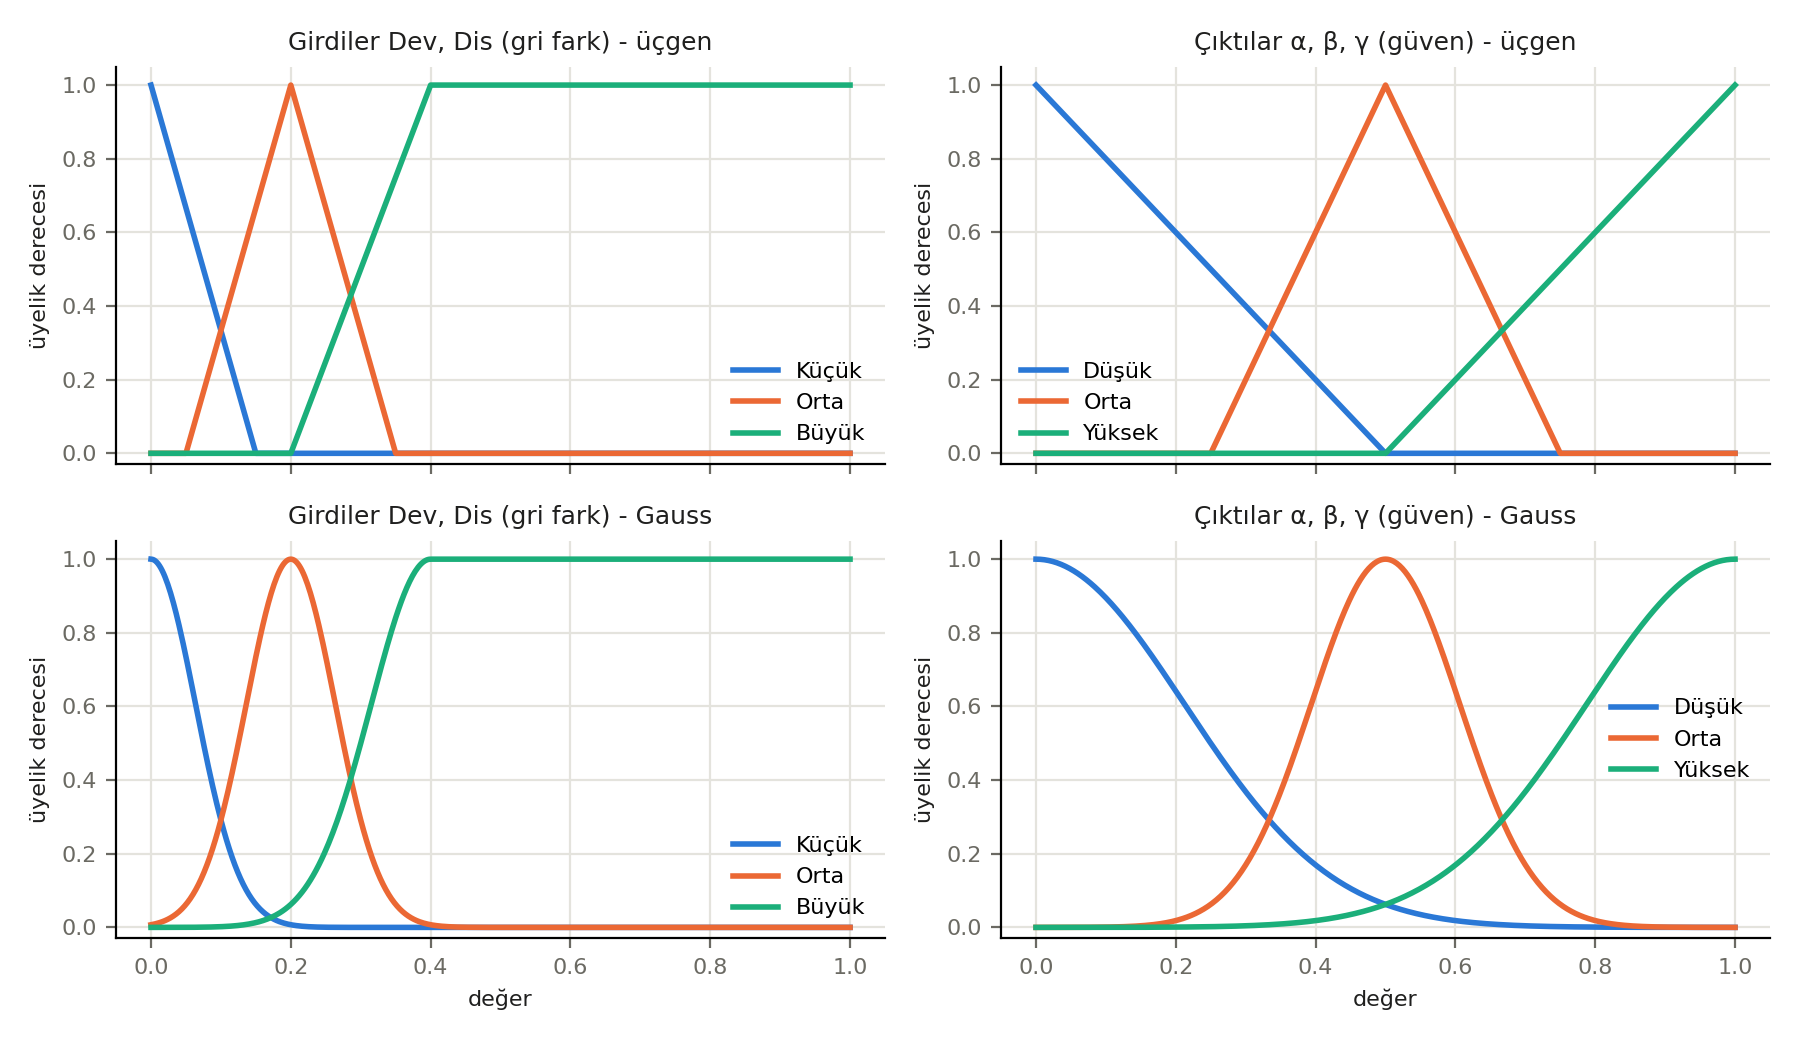 Girdiler Dev, Dis (gri fark) - üçgen
üyelik derecesi
1.0
0.8
0.6
0.4
0.2
0.0
Küçük
Orta
Büyük
Çıktılar α, β, γ (güven) - üçgen
üyelik derecesi
1.0
0.8
0.6
0.4
0.2
0.0
Düşük
Orta
Yüksek
Girdiler Dev, Dis (gri fark) - Gauss
üyelik derecesi
1.0
0.8
0.6
0.4
0.2
0.0
Küçük
Orta
Büyük
0.0 0.2 0.4 0.6 0.8 1.0
değer
Çıktılar α, β, γ (güven) - Gauss
üyelik derecesi
1.0
0.8
0.6
0.4
0.2
0.0
Düşük
Orta
Yüksek
0.0 0.2 0.4 0.6 0.8 1.0
değer